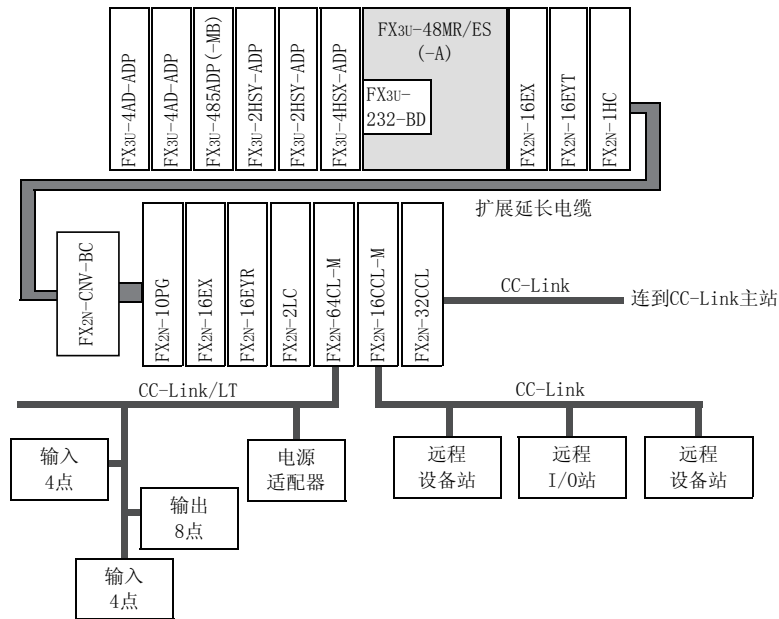 FX3U-4AD-ADP
FX3U-4AD-ADP
FX3U-485ADP(-MB)
FX3U-2HSY-ADP
FX3U-2HSY-ADP
FX3U-4HSX-ADP
FX3U-48MR/ES
(-A)
FX3U-
232-BD
FX2N-16EX
FX2N-16EYT
FX2N-1HC
扩展延长电缆
FX2N-CNV-BC
FX2N-10PG
FX2N-16EX
FX2N-16EYR
FX2N-2LC
FX2N-64CL-M
FX2N-16CCL-M
FX2N-32CCL
CC-Link
连到CC-Link主站
CC-Link/LT
CC-Link
输入
4点
电源
适配器
远程
设备站
远程
I/O站
远程
设备站
输出
8点
输入
4点